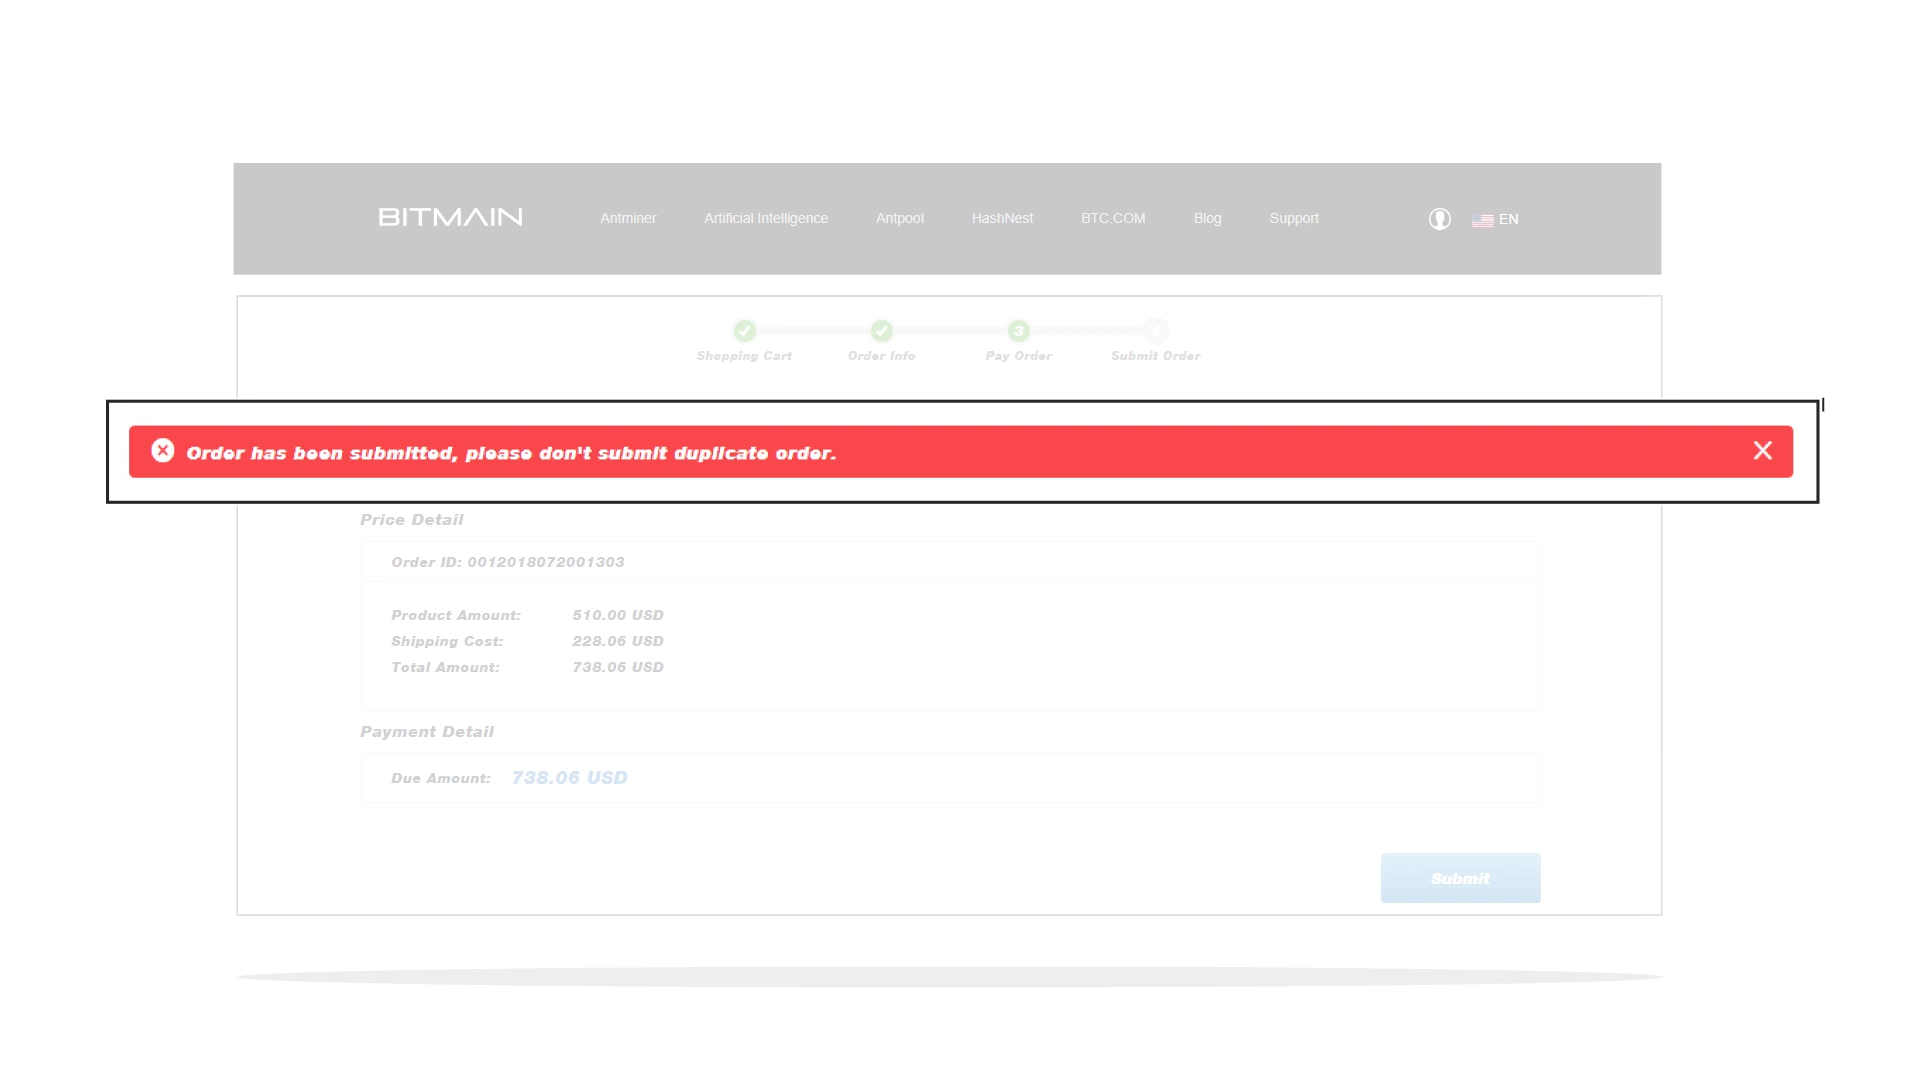 BITMAIN Antminer Artificial Intelligence Antpool HashNest BTC.COM Blog Support EN
3 4
Shopping Cart Order Info Pay Order Submit Order
Order has been submitted, please don't submit duplicate order.
Price Detail
Order ID: 0012018072001303
Product Amount: 510.00 USD
Shipping Cost: 228.06 USD
Total Amount: 738.06 USD
Payment Detail
Due Amount: 738.06 USD
Submit